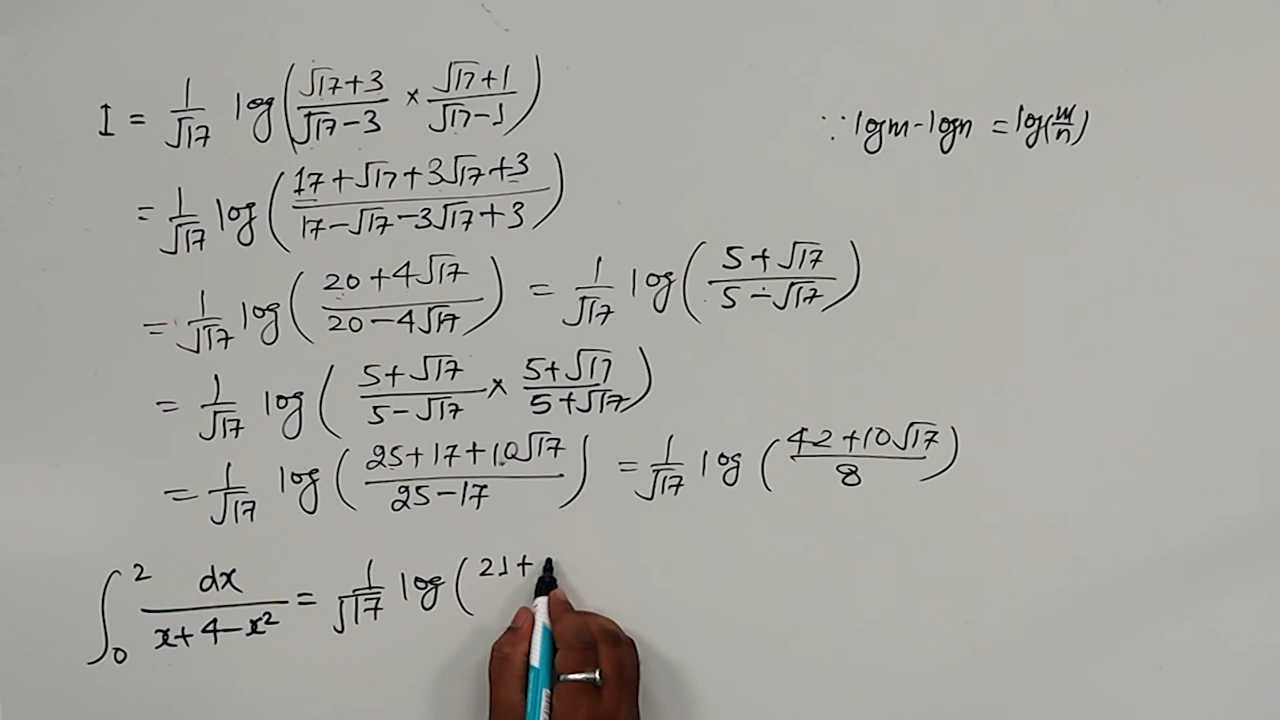 I = 1/√17 log( (√17+3)/(√17-3) × (√17+1)/(√17-1) )
∵ logm-logn = log(m/n)
= 1/√17 log( (17+√17+3√17+3)/(17-√17-3√17+3) )
= 1/√17 log( (20+4√17)/(20-4√17) ) = 1/√17 log( (5+√17)/(5-√17) )
= 1/√17 log( (5+√17)/(5-√17) × (5+√17)/(5+√17) )
= 1/√17 log( (25+17+10√17)/(25-17) ) = 1/√17 log( (42+10√17)/8 )
∫₀² dx/(x+4-x²) = 1/√17 log( 21+